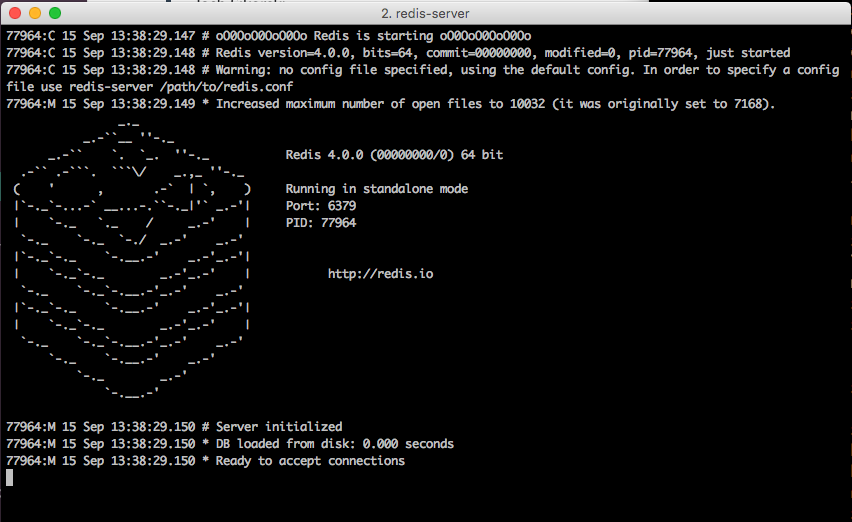 2. redis-server
77964:C 15 Sep 13:38:29.147 # oO0OoO0OoO0Oo Redis is starting oO0OoO0OoO0Oo
77964:C 15 Sep 13:38:29.148 # Redis version=4.0.0, bits=64, commit=00000000, modified=0, pid=77964, just started
77964:C 15 Sep 13:38:29.148 # Warning: no config file specified, using the default config. In order to specify a config
file use redis-server /path/to/redis.conf
77964:M 15 Sep 13:38:29.149 * Increased maximum number of open files to 10032 (it was originally set to 7168).
Redis 4.0.0 (00000000/0) 64 bit
Running in standalone mode
Port: 6379
PID: 77964
http://redis.io
77964:M 15 Sep 13:38:29.150 # Server initialized
77964:M 15 Sep 13:38:29.150 * DB loaded from disk: 0.000 seconds
77964:M 15 Sep 13:38:29.150 * Ready to accept connections